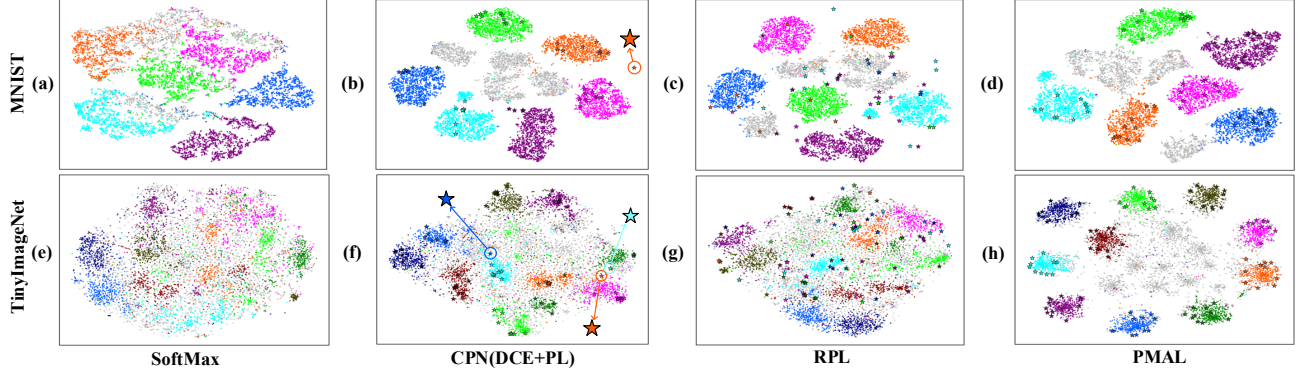 MNIST
(a)
(b)
(c)
(d)
TinyImageNet
(e)
(f)
(g)
(h)
SoftMax
CPN(DCE+PL)
RPL
PMAL